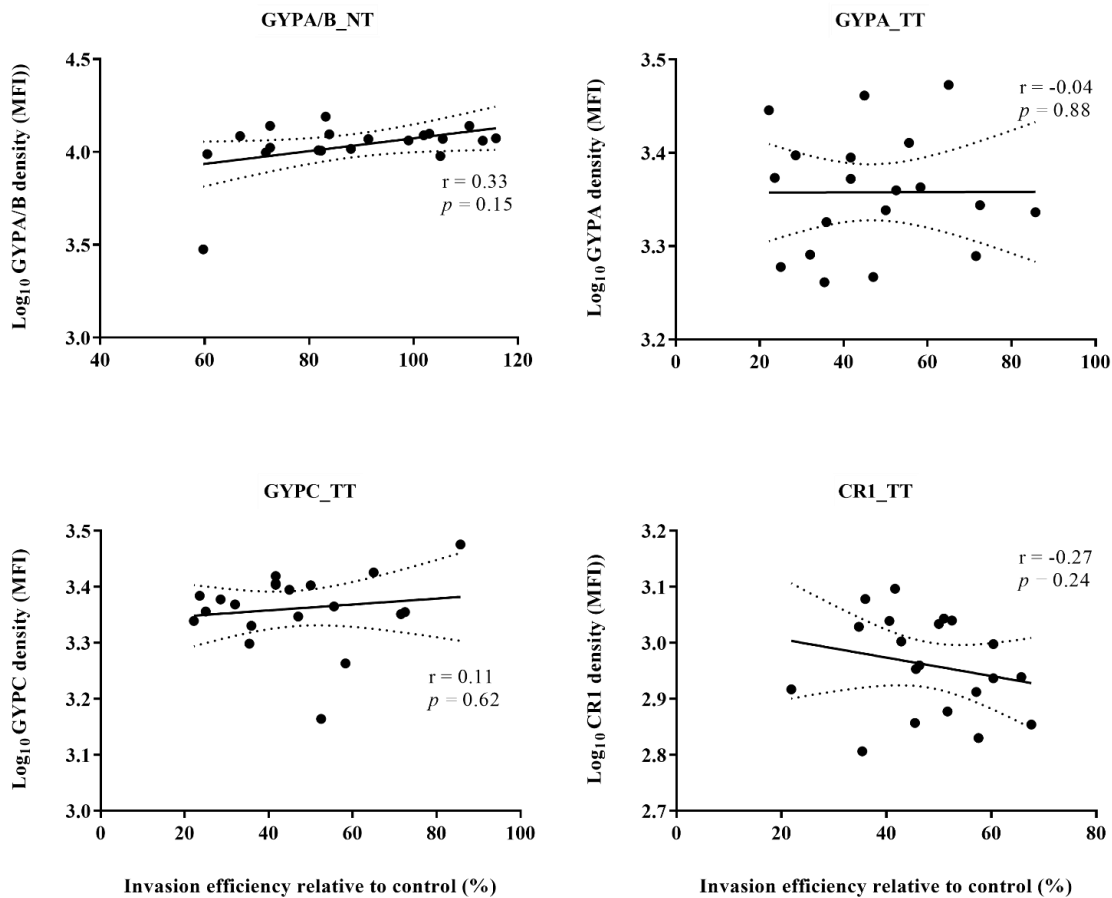 GYPA/B_NT
Log₁₀ GYPA/B density (MFI))
4.5
4.0
3.5
3.0
r = 0.33
p = 0.15
40
60
80
100
120
GYPA_TT
Log₁₀ GYPA density (MFI)
3.5
3.4
3.3
3.2
r = -0.04
p = 0.88
0
20
40
60
80
100
GYPC_TT
Log₁₀ GYPC density (MFI)
3.5
3.4
3.3
3.2
3.1
3.0
r = 0.11
p = 0.62
0
20
40
60
80
100
Invasion efficiency relative to control (%)
CR1_TT
Log₁₀ CR1 density (MFI))
3.2
3.1
3.0
2.9
2.8
2.7
r = -0.27
p = 0.24
0
20
40
60
80
Invasion efficiency relative to control (%)